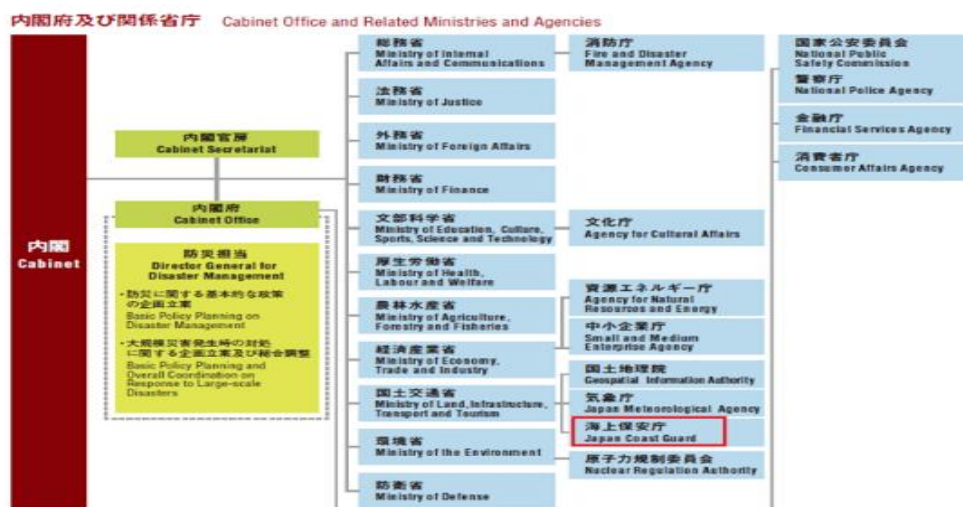 内閣府及び関係省庁 Cabinet Office and Related Ministries and Agencies
内閣
Cabinet
内閣官房
Cabinet Secretariat
内閣府
Cabinet Office
防災担当
Director General for
Disaster Management
・防災に関する基本的な政策
の企画立案
Basic Policy Planning on
Disaster Management
・大規模災害発生時の対処
に関する企画立案及び総合調整
Basic Policy Planning and
Overall Coordination on
Response to Large-scale
Disasters
総務省
Ministry of Internal
Affairs and Communications
法務省
Ministry of Justice
外務省
Ministry of Foreign Affairs
財務省
Ministry of Finance
文部科学省
Ministry of Education, Culture,
Sports, Science and Technology
厚生労働省
Ministry of Health,
Labour and Welfare
農林水産省
Ministry of Agriculture,
Forestry and Fisheries
経済産業省
Ministry of Economy,
Trade and Industry
国土交通省
Ministry of Land, Infrastructure,
Transport and Tourism
環境省
Ministry of the Environment
防衛省
Ministry of Defense
消防庁
Fire and Disaster
Management Agency
文化庁
Agency for Cultural Affairs
資源エネルギー庁
Agency for Natural
Resources and Energy
中小企業庁
Small and Medium
Enterprise Agency
国土地理院
Geospatial Information Authority
気象庁
Japan Meteorological Agency
海上保安庁
Japan Coast Guard
原子力規制委員会
Nuclear Regulation Authority
国家公安委員会
National Public
Safety Commission
警察庁
National Police Agency
金融庁
Financial Services Agency
消費者庁
Consumer Affairs Agency